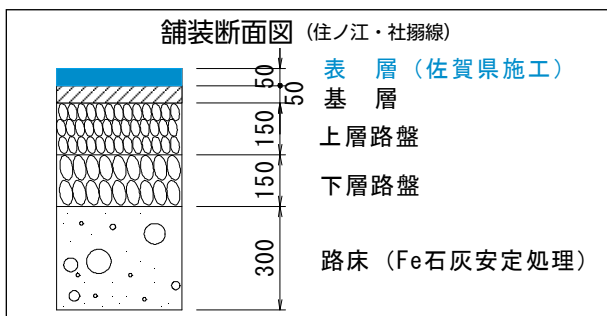 舗装断面図 (住ノ江・社搦線)
50 表 層 (佐賀県施工)
50 基 層
150 上層路盤
150 下層路盤
300 路床 (Fe石灰安定処理)